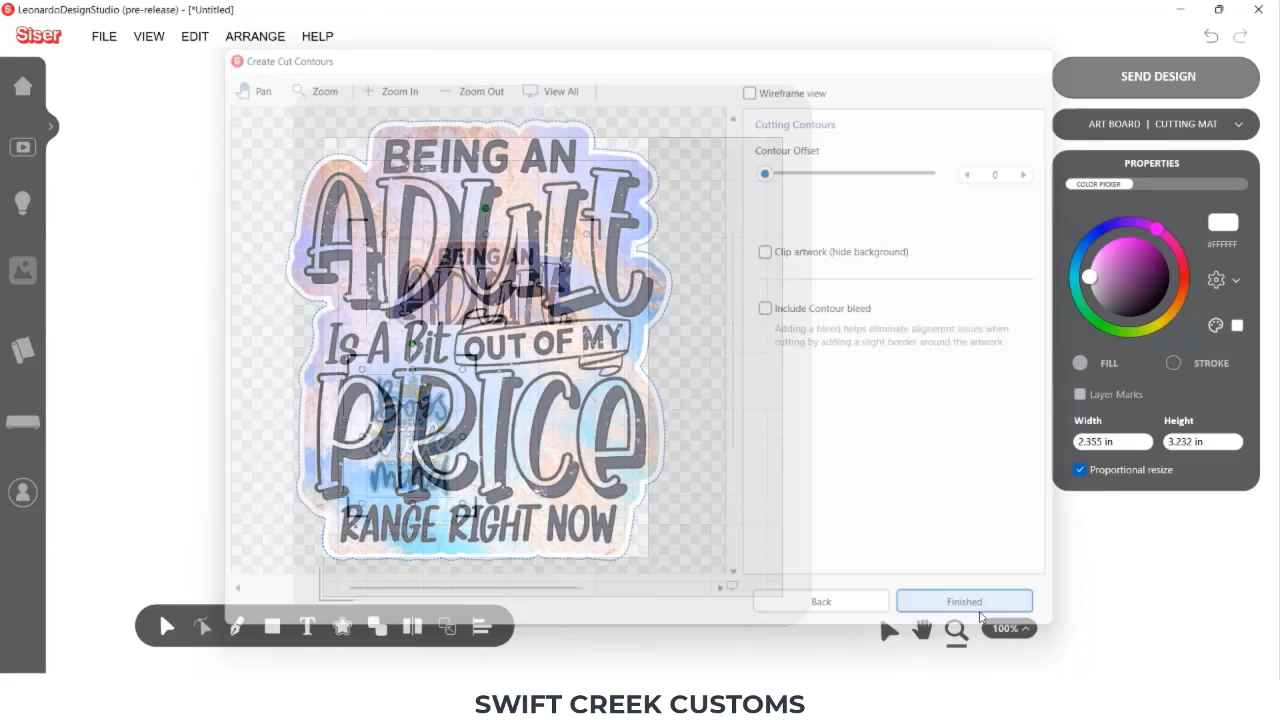 LeonardoDesignStudio (pre-release) - [*Untitled]
Siser
FILE VIEW EDIT ARRANGE HELP
Create Cut Contours
Pan Zoom Zoom In Zoom Out View All
Wireframe view
Cutting Contours
Contour Offset
0
Clip artwork (hide background)
Include Contour bleed
Adding a bleed helps eliminate alignemnt issues when
cutting by adding a slight border around the artwork.
Back Finished
BEING AN
ADULT
IS A BIT OUT OF MY
PRICE
RANGE RIGHT NOW
BEING AN
ADULT
SEND DESIGN
ART BOARD | CUTTING MAT
PROPERTIES
COLOR PICKER
#FFFFFF
FILL STROKE
Layer Marks
Width Height
2.355 in 3.232 in
Proportional resize
T
100%
SWIFT CREEK CUSTOMS